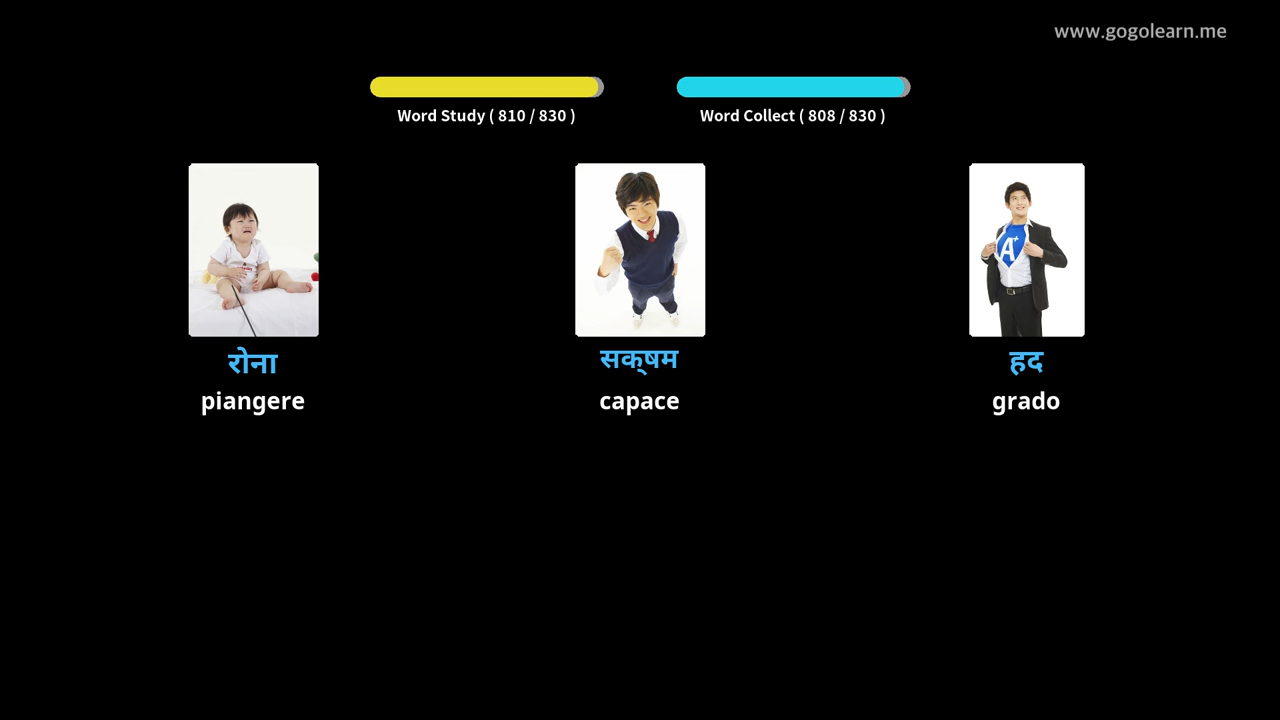 www.gogolearn.me
Word Study ( 810 / 830 )
Word Collect ( 808 / 830 )
A+
रोना
सक्षम
हद
piangere
capace
grado